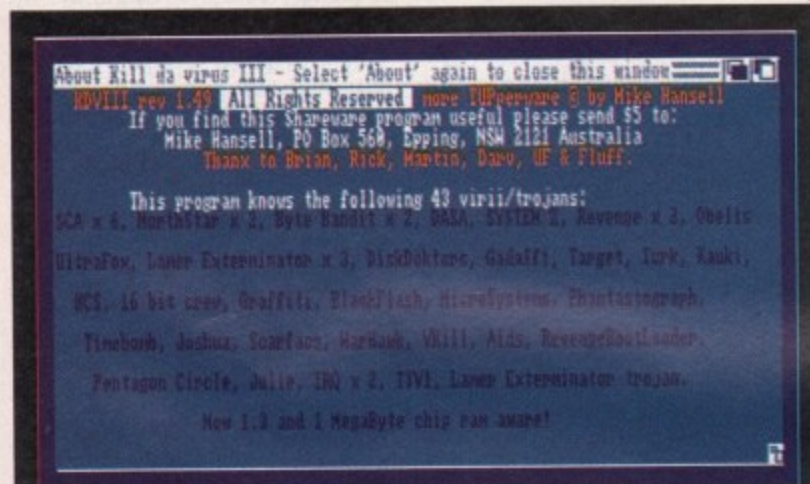 About Kill da virus III - Select 'About' again to close this window
KDVIII rev 1.49 All Rights Reserved more TUPperware © by Mike Hansell
If you find this Shareware program useful please send $5 to:
Mike Hansell, PO Box 560, Epping, NSW 2121 Australia
Thanx to Brian, Rick, Martin, Darv, UF & Fluff.
This program knows the following 43 virii/trojans:
SCA x 6, NorthStar x 2, Byte Bandit x 2, DASA, SYSTEM Z, Revenge x 2, Obelis
UltraFox, Lamer Exterminator x 3, DiskDoktors, Gadaffi, Target, Turk, Kauki,
HCS, 16 bit crew, Graffiti, BlackFlash, MicroSystems, Phantastograph,
Timebomb, Joshua, Scarface, WarHawk, VKill, Aids, RevengeBootLoader,
Pentagon Circle, Julie, IRQ x 2, TTV1, Lamer Exterminator trojan.
Now 1.3 and 1 MegaByte chip ram aware!